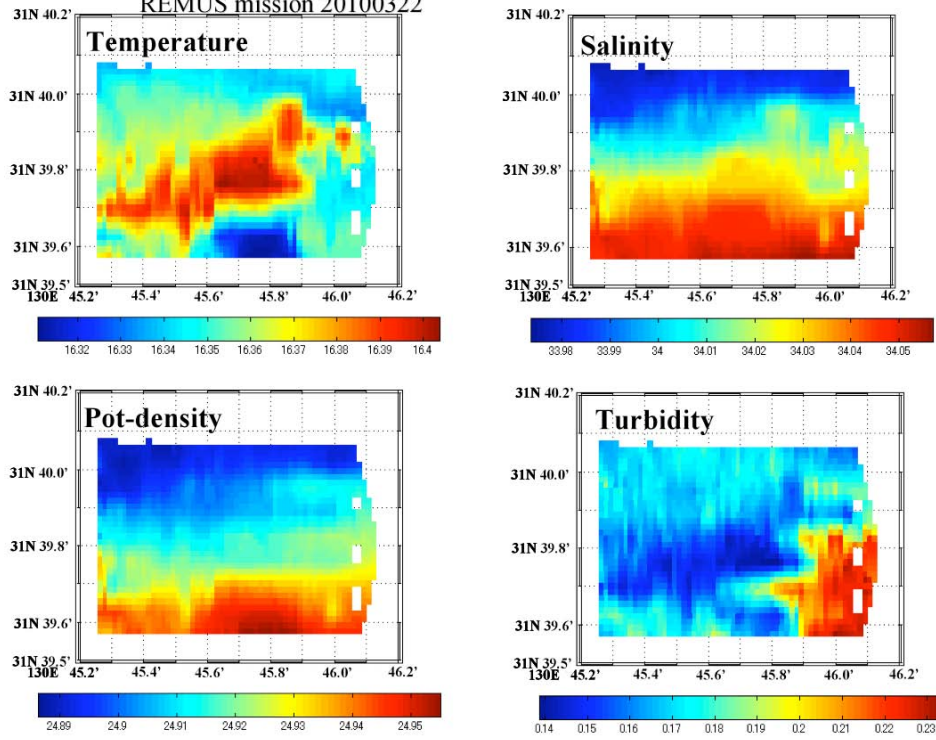 REMUS mission 20100322
Temperature
31N 40.2'
31N 40.0'
31N 39.8'
31N 39.6'
31N 39.5'
130E 45.2' 45.4' 45.6' 45.8' 46.0' 46.2'
16.32 16.33 16.34 16.35 16.36 16.37 16.38 16.39 16.4
Salinity
31N 40.2'
31N 40.0'
31N 39.8'
31N 39.6'
31N 39.5'
130E 45.2' 45.4' 45.6' 45.8' 46.0' 46.2'
33.98 33.99 34 34.01 34.02 34.03 34.04 34.05
Pot-density
31N 40.2'
31N 40.0'
31N 39.8'
31N 39.6'
31N 39.5'
130E 45.2' 45.4' 45.6' 45.8' 46.0' 46.2'
24.89 24.9 24.91 24.92 24.93 24.94 24.95
Turbidity
31N 40.2'
31N 40.0'
31N 39.8'
31N 39.6'
31N 39.5'
130E 45.2' 45.4' 45.6' 45.8' 46.0' 46.2'
0.14 0.15 0.16 0.17 0.18 0.19 0.2 0.21 0.22 0.23